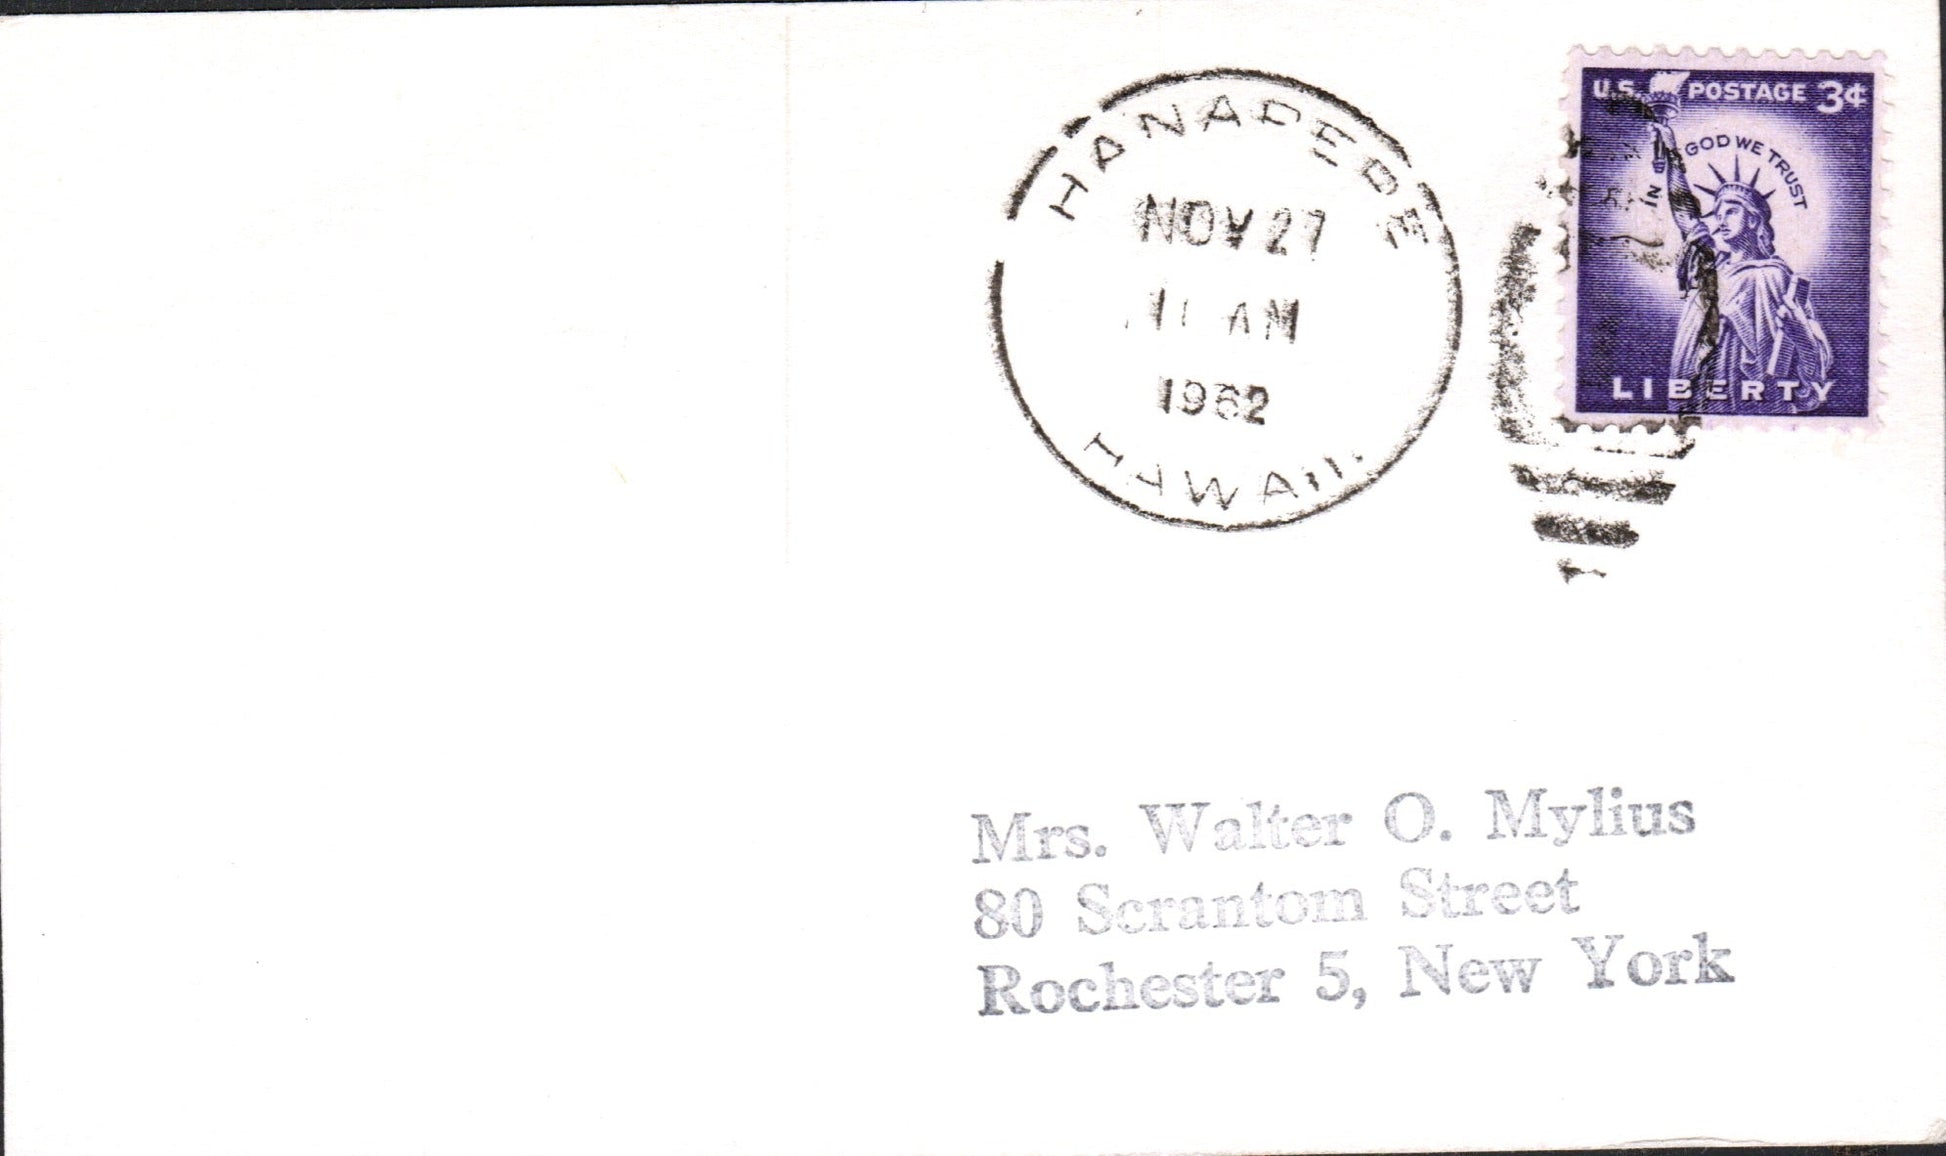 HANAPEPE
NOV 27
11 AM
1962
HAWAII.
U.S. POSTAGE 3¢
IN GOD WE TRUST
LIBERTY
Mrs. Walter O. Mylius
80 Scrantom Street
Rochester 5, New York